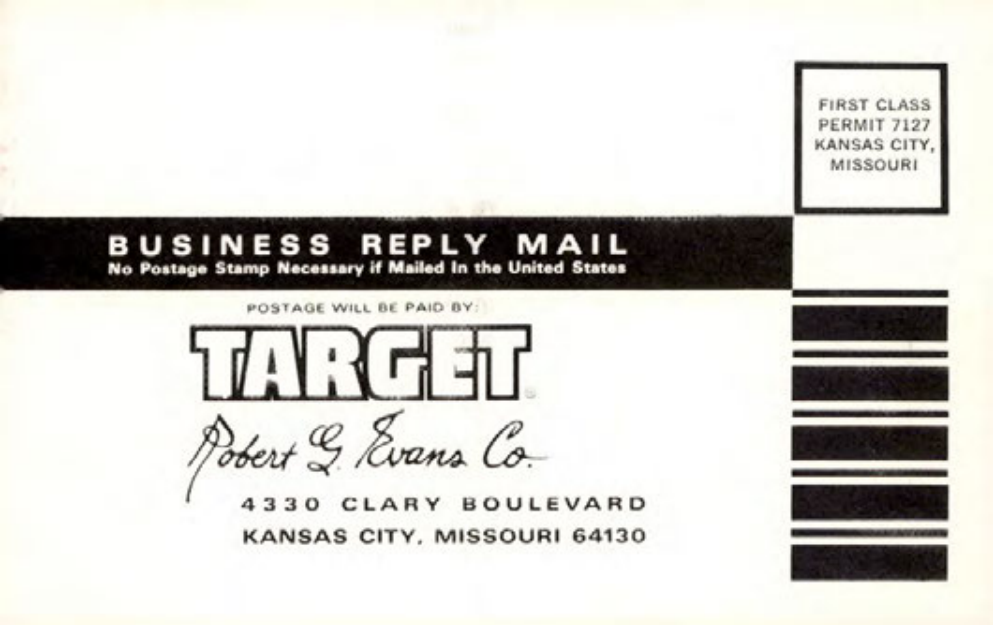 FIRST CLASS
PERMIT 7127
KANSAS CITY,
MISSOURI
BUSINESS REPLY MAIL
No Postage Stamp Necessary if Mailed In the United States
POSTAGE WILL BE PAID BY:
TARGET®
Robert G. Evans Co.
4330 CLARY BOULEVARD
KANSAS CITY, MISSOURI 64130